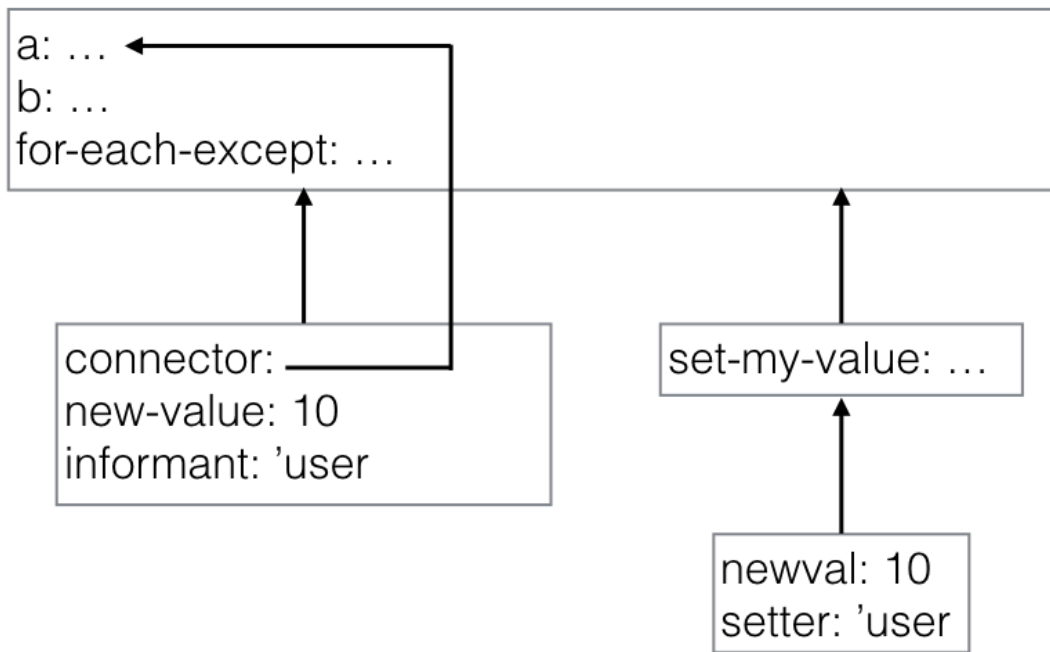 a: …
b: …
for-each-except: …
connector:
new-value: 10
informant: ’user
set-my-value: …
newval: 10
setter: ’user